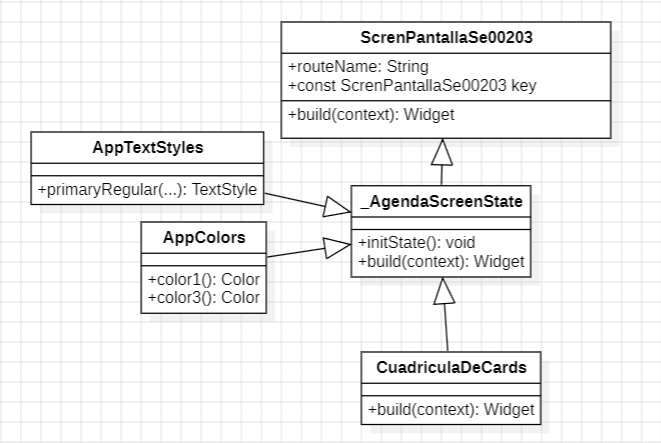 ScrenPantallaSe00203
+routeName: String
+const ScrenPantallaSe00203 key
+build(context): Widget
AppTextStyles
+primaryRegular(...): TextStyle
_AgendaScreenState
+initState(): void
+build(context): Widget
AppColors
+color1(): Color
+color3(): Color
CuadriculaDeCards
+build(context): Widget